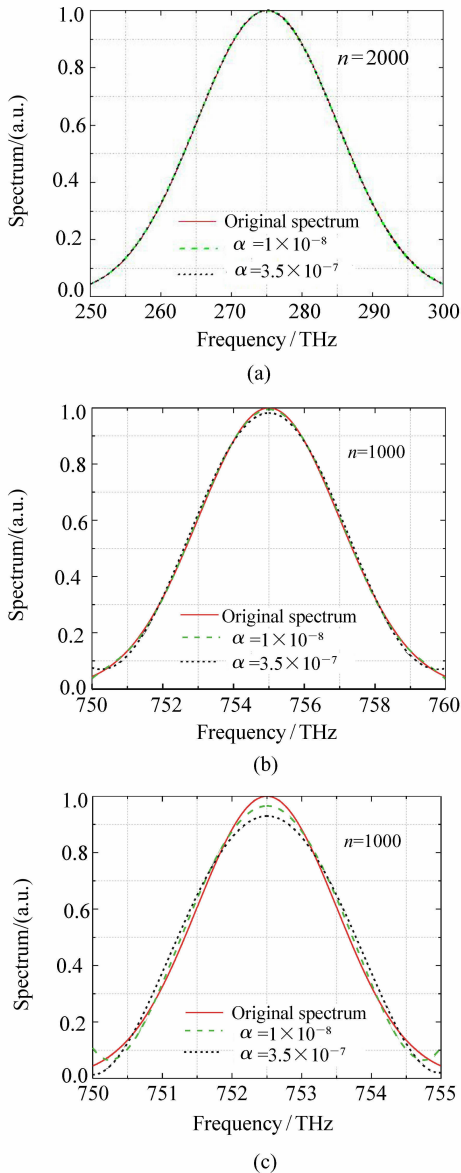 1.0
0.8
0.6
0.4
0.2
0.0
Spectrum/(a.u.)
n=2000
Original spectrum
α =1×10⁻⁸
α =3.5×10⁻⁷
250 260 270 280 290 300
Frequency / THz
(a)
1.0
0.8
0.6
0.4
0.2
0.0
Spectrum/(a.u.)
n=1000
Original spectrum
α =1×10⁻⁸
α =3.5×10⁻⁷
750 752 754 756 758 760
Frequency / THz
(b)
1.0
0.8
0.6
0.4
0.2
0.0
Spectrum/(a.u.)
n=1000
Original spectrum
α =1×10⁻⁸
α =3.5×10⁻⁷
750 751 752 753 754 755
Frequency / THz
(c)